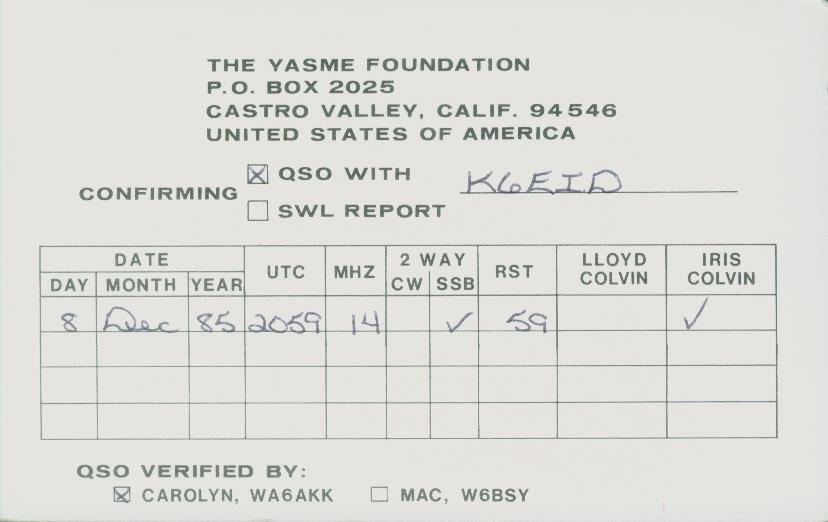 THE YASME FOUNDATION
P.O. BOX 2025
CASTRO VALLEY, CALIF. 94546
UNITED STATES OF AMERICA
CONFIRMING
☒ QSO WITH K6EID
☐ SWL REPORT
DATE UTC MHZ 2 WAY RST LLOYD COLVIN IRIS COLVIN
DAY MONTH YEAR CW SSB
8 Dec 85 2059 14 ✓ 59 ✓
QSO VERIFIED BY:
☒ CAROLYN, WA6AKK ☐ MAC, W6BSY